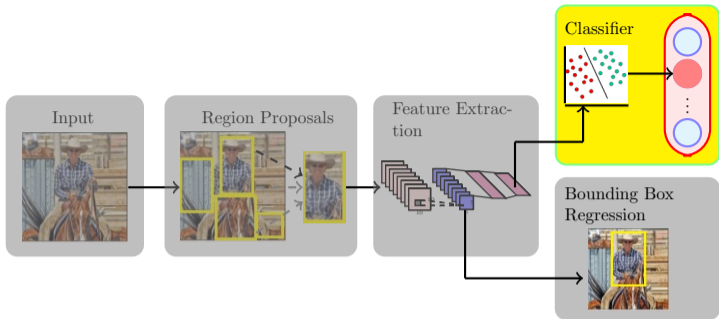 Input
Region Proposals
Feature Extrac-
tion
Classifier
Bounding Box
Regression